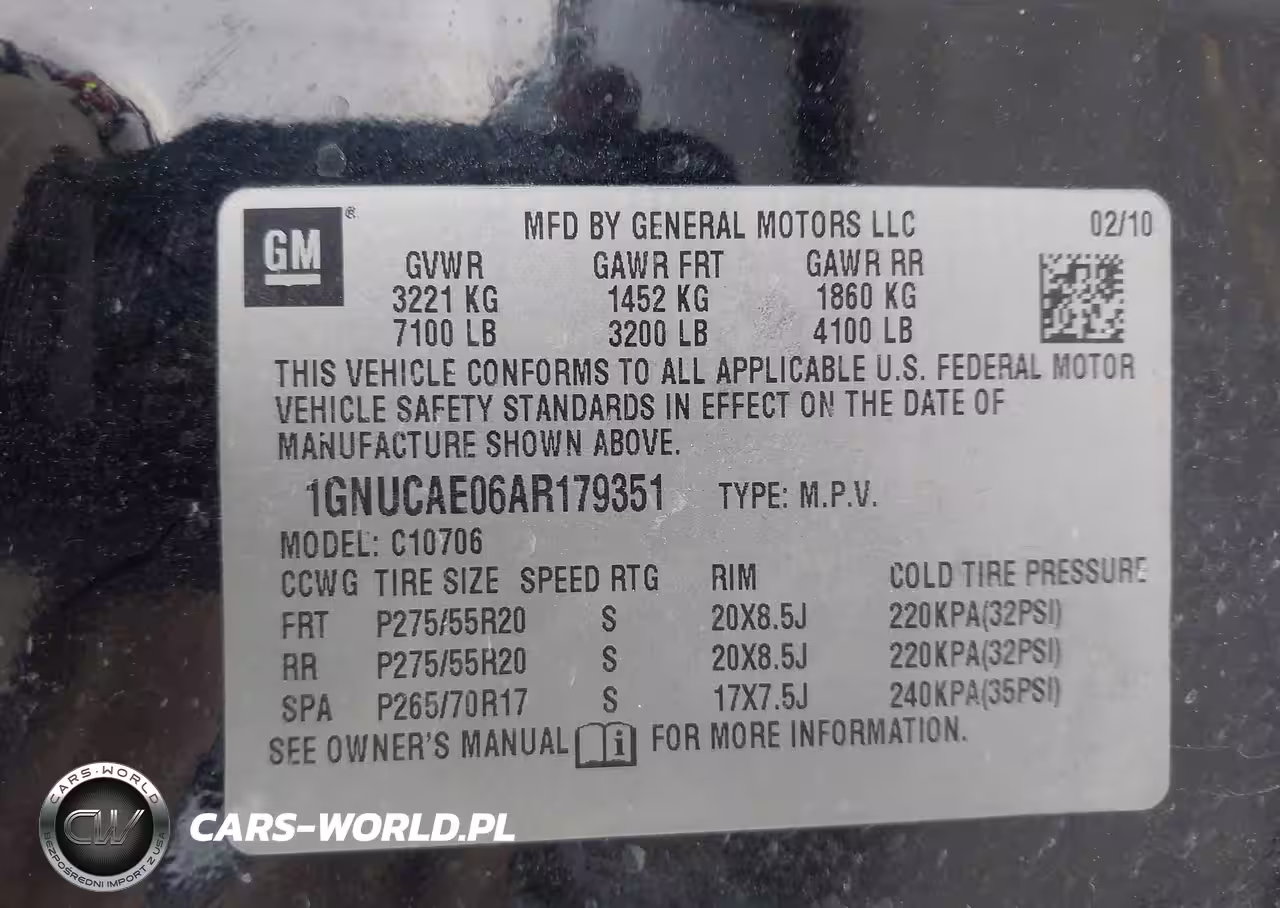 GM ® MFD BY GENERAL MOTORS LLC 02/10
GVWR GAWR FRT GAWR RR
3221 KG 1452 KG 1860 KG
7100 LB 3200 LB 4100 LB
THIS VEHICLE CONFORMS TO ALL APPLICABLE U.S. FEDERAL MOTOR
VEHICLE SAFETY STANDARDS IN EFFECT ON THE DATE OF
MANUFACTURE SHOWN ABOVE.
1GNUCAE06AR179351 TYPE: M.P.V.
MODEL: C10706
CCWG TIRE SIZE SPEED RTG RIM COLD TIRE PRESSURE
FRT P275/55R20 S 20X8.5J 220KPA(32PSI)
RR P275/55R20 S 20X8.5J 220KPA(32PSI)
SPA P265/70R17 S 17X7.5J 240KPA(35PSI)
SEE OWNER'S MANUAL i FOR MORE INFORMATION.
CARS-WORLD
CW
BEZPOŚREDNI IMPORT Z USA
CARS-WORLD.PL